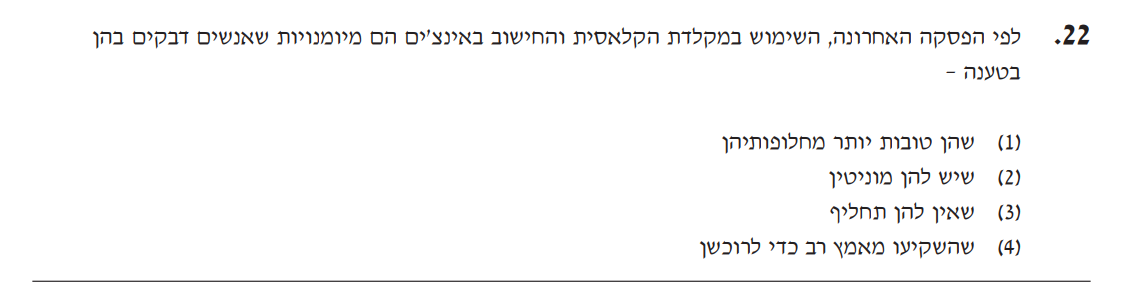 22. לפי הפסקה האחרונה, השימוש במקלדת הקלאסית והחישוב באינצ'ים הם מיומנויות שאנשים דבקים בהן
בטענה –
(1) שהן טובות יותר מחלופותיהן
(2) שיש להן מוניטין
(3) שאין להן תחליף
(4) שהשקיעו מאמץ רב כדי לרוכשן